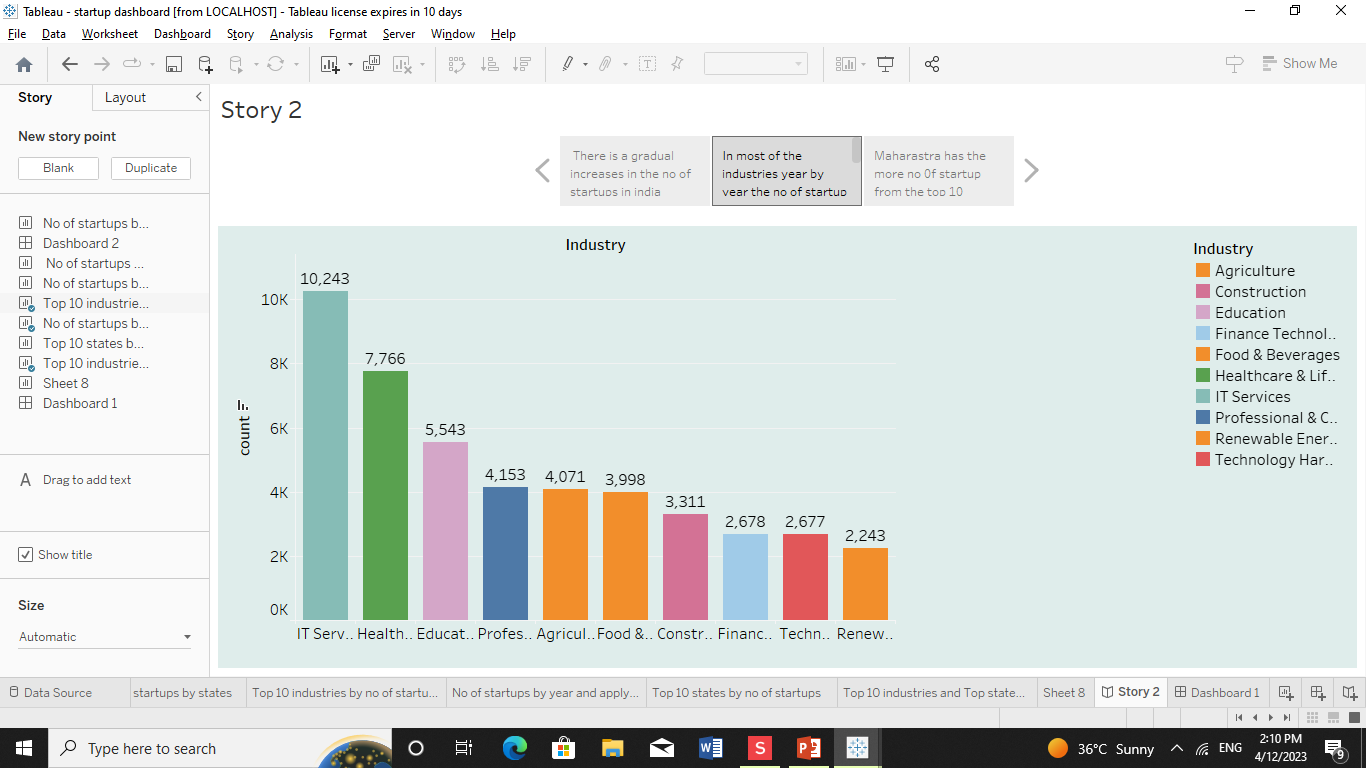 Tableau - startup dashboard [from LOCALHOST] - Tableau license expires in 10 days
File Data Worksheet Dashboard Story Analysis Format Server Window Help
Show Me
Story Layout
New story point
Blank Duplicate
No of startups b...
Dashboard 2
No of startups ...
No of startups b...
Top 10 industrie...
No of startups b...
Top 10 states b...
Top 10 industrie...
Sheet 8
Dashboard 1
A Drag to add text
Show title
Size
Automatic
Story 2
There is a gradual
increases in the no of
startups in india
In most of the
industries year by
year the no of startup
Maharastra has the
more no 0f startup
from the top 10
Industry
count
10K
8K
6K
4K
2K
0K
10,243
7,766
5,543
4,153
4,071
3,998
3,311
2,678
2,677
2,243
IT Serv.. Health.. Educat.. Profes.. Agricul.. Food &.. Constr.. Financ.. Techn.. Renew..
Industry
Agriculture
Construction
Education
Finance Technol..
Food & Beverages
Healthcare & Lif..
IT Services
Professional & C..
Renewable Ener..
Technology Har..
Data Source startups by states Top 10 industries by no of startu... No of startups by year and apply... Top 10 states by no of startups Top 10 industries and Top state... Sheet 8 Story 2 Dashboard 1
Type here to search
36°C Sunny
ENG
2:10 PM
4/12/2023
9